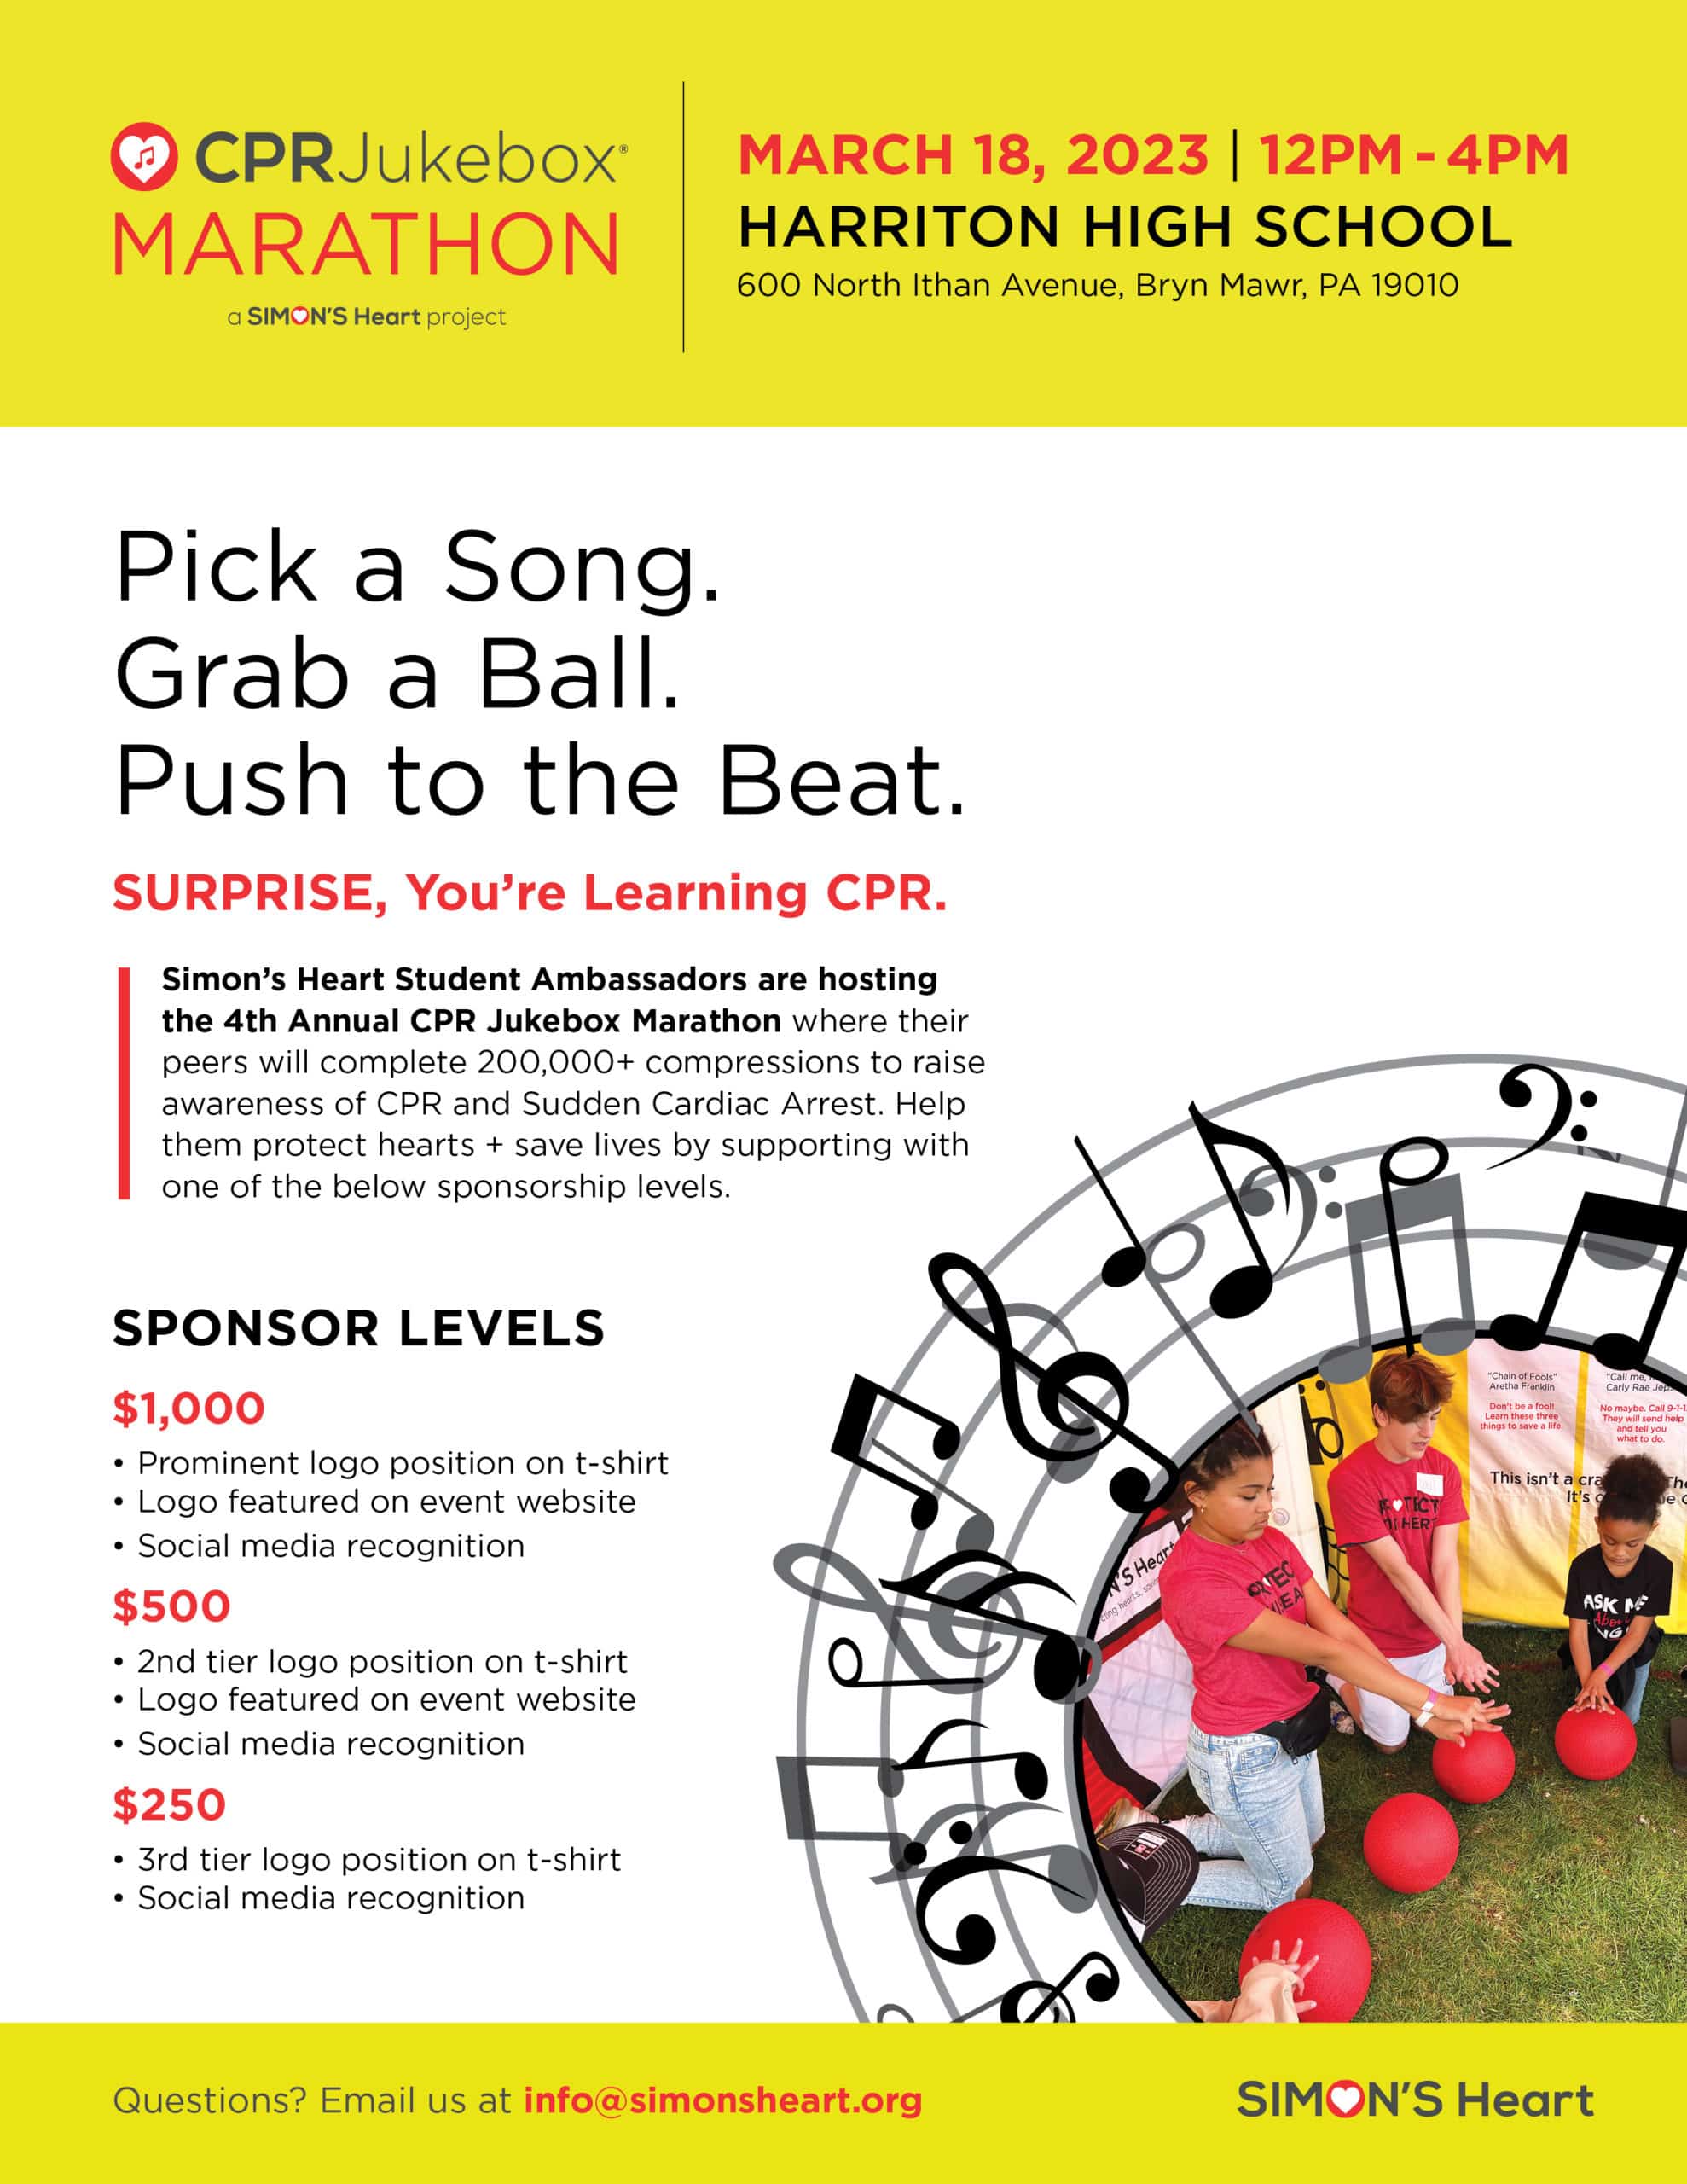 CPRJukebox®
MARATHON
a SIMON'S Heart project
MARCH 18, 2023 | 12PM - 4PM
HARRITON HIGH SCHOOL
600 North Ithan Avenue, Bryn Mawr, PA 19010
Pick a Song.
Grab a Ball.
Push to the Beat.
SURPRISE, You're Learning CPR.
Simon's Heart Student Ambassadors are hosting
the 4th Annual CPR Jukebox Marathon where their
peers will complete 200,000+ compressions to raise
awareness of CPR and Sudden Cardiac Arrest. Help
them protect hearts + save lives by supporting with
one of the below sponsorship levels.
SPONSOR LEVELS
$1,000
• Prominent logo position on t-shirt
• Logo featured on event website
• Social media recognition
$500
• 2nd tier logo position on t-shirt
• Logo featured on event website
• Social media recognition
$250
• 3rd tier logo position on t-shirt
• Social media recognition
"Chain of Fools"
Aretha Franklin
Don't be a fool!
Learn these three
things to save a life.
"Call me,
Carly Rae
No maybe. Call 9-1-1
They will send help
and tell you
what to do.
This isn't a
It's
'S Heart
hearts,
ASK ME
Questions? Email us at info@simonsheart.org
SIMON'S Heart